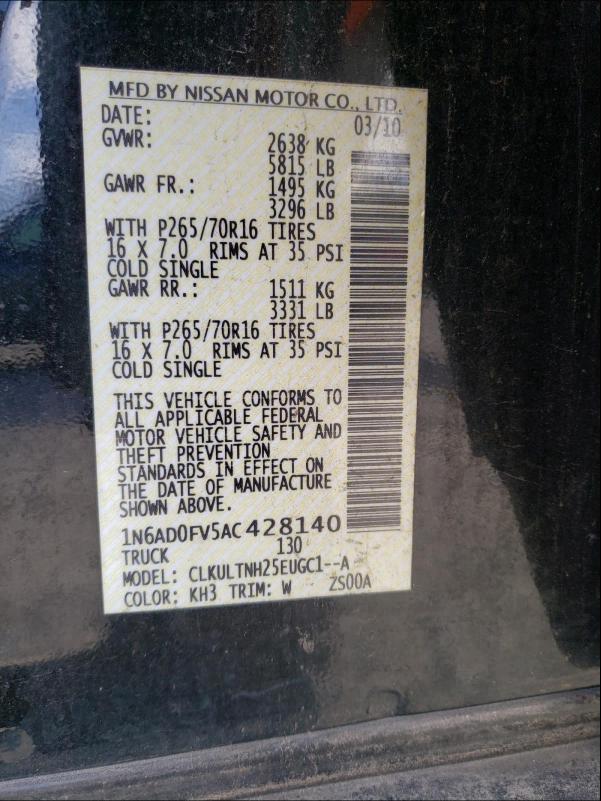 MFD BY NISSAN MOTOR CO., LTD.
DATE: 03/10
GVWR: 2638 KG
5815 LB
GAWR FR.: 1495 KG
3296 LB
WITH P265/70R16 TIRES
16 X 7.0 RIMS AT 35 PSI
COLD SINGLE
GAWR RR.: 1511 KG
3331 LB
WITH P265/70R16 TIRES
16 X 7.0 RIMS AT 35 PSI
COLD SINGLE
THIS VEHICLE CONFORMS TO
ALL APPLICABLE FEDERAL
MOTOR VEHICLE SAFETY AND
THEFT PREVENTION
STANDARDS IN EFFECT ON
THE DATE OF MANUFACTURE
SHOWN ABOVE.
1N6AD0FV5AC428140
TRUCK 130
MODEL: CLKULTNH25EUGC1--A
COLOR: KH3 TRIM: W ZS00A